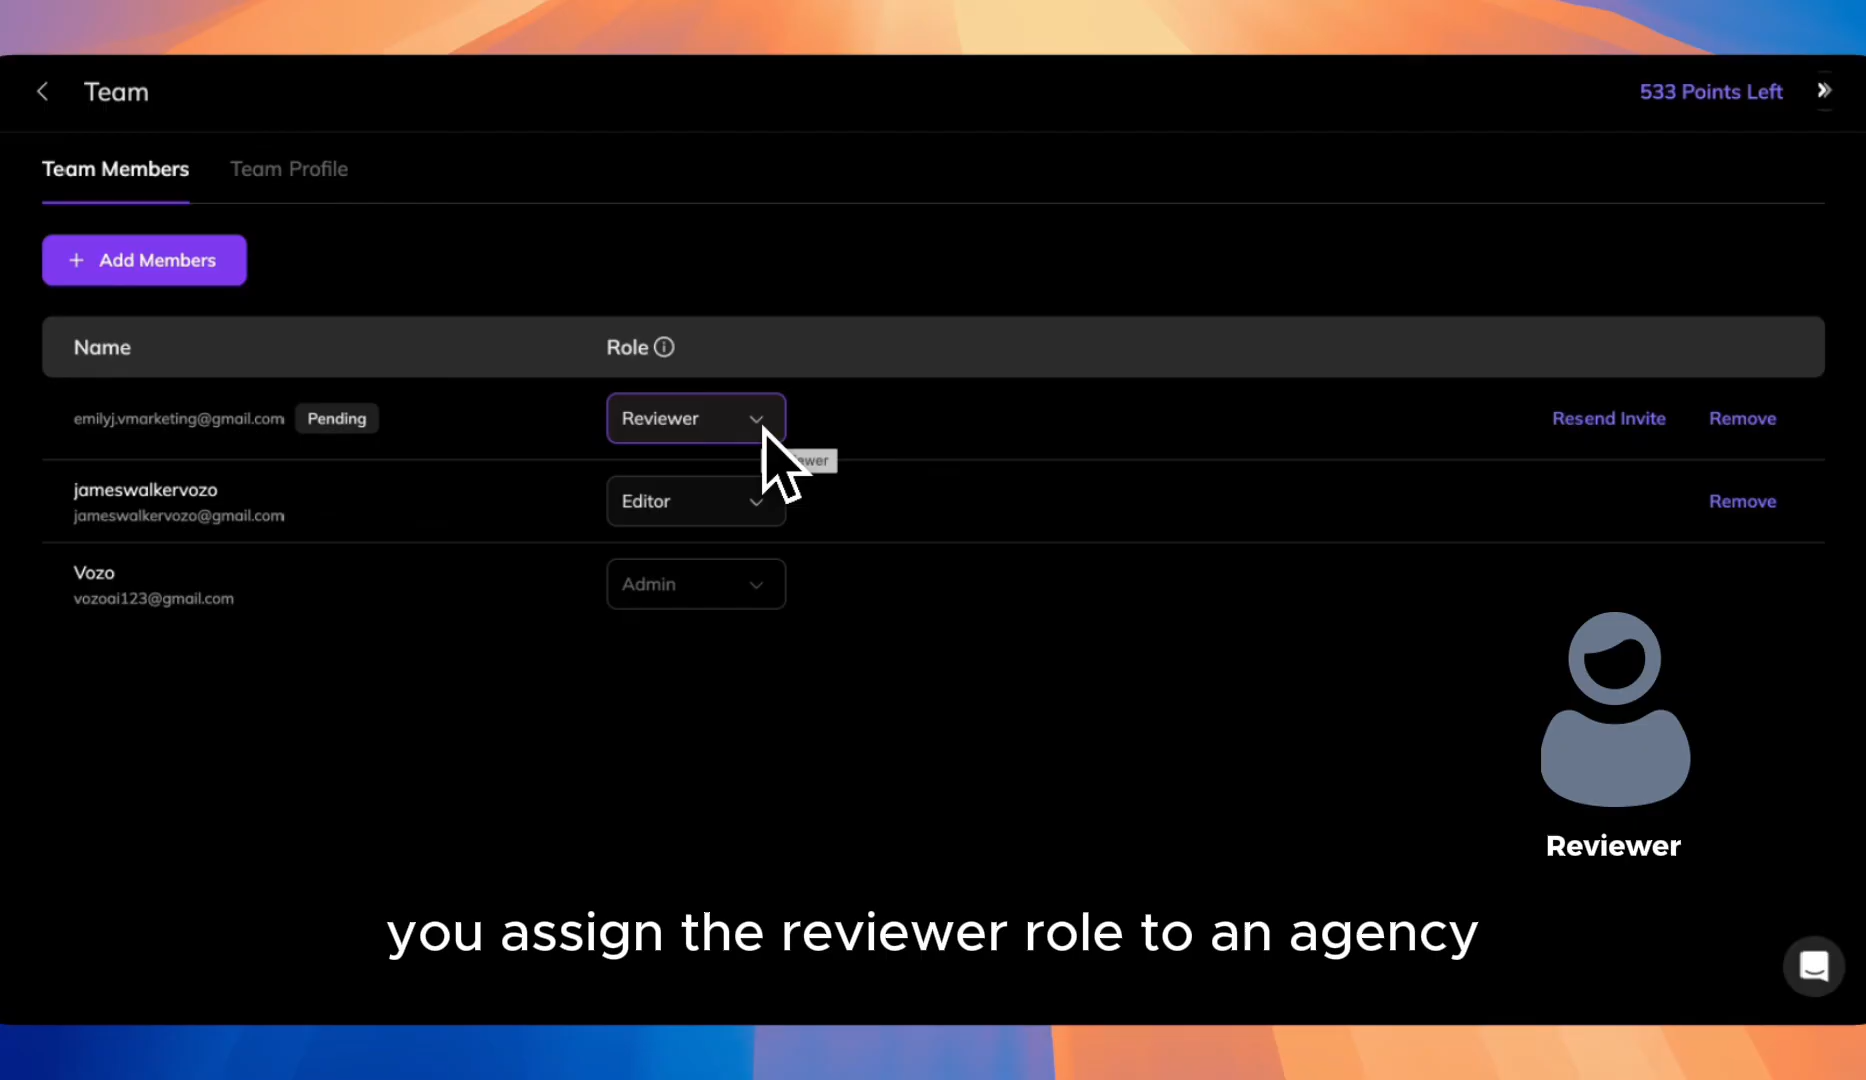 Team
533 Points Left
Team Members
Team Profile
+ Add Members
Name
Role
emilyj.vmarketing@gmail.com
Pending
Reviewer
Resend Invite
Remove
jameswalkervozo
jameswalkervozo@gmail.com
Editor
Remove
Vozo
vozoai123@gmail.com
Admin
Reviewer
you assign the reviewer role to an agency